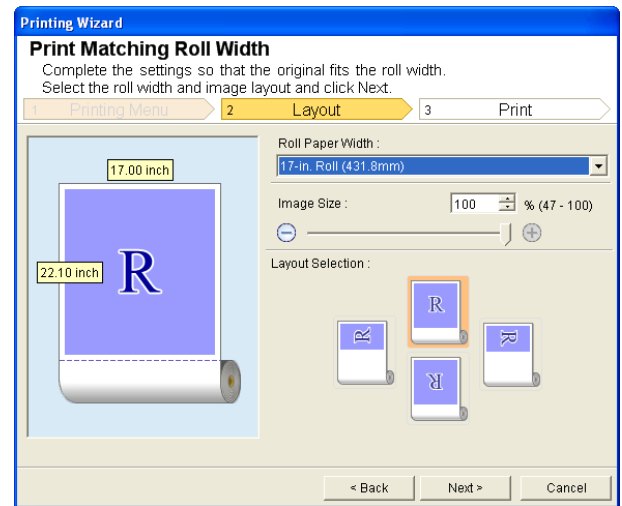 Printing Wizard
Print Matching Roll Width
Complete the settings so that the original fits the roll width.
Select the roll width and image layout and click Next.
1 Printing Menu 2 Layout 3 Print
Roll Paper Width :
17-in. Roll (431.8mm)
17.00 inch
Image Size : 100 % (47 - 100)
22.10 inch
R
Layout Selection :
R
R
R
R
< Back Next > Cancel